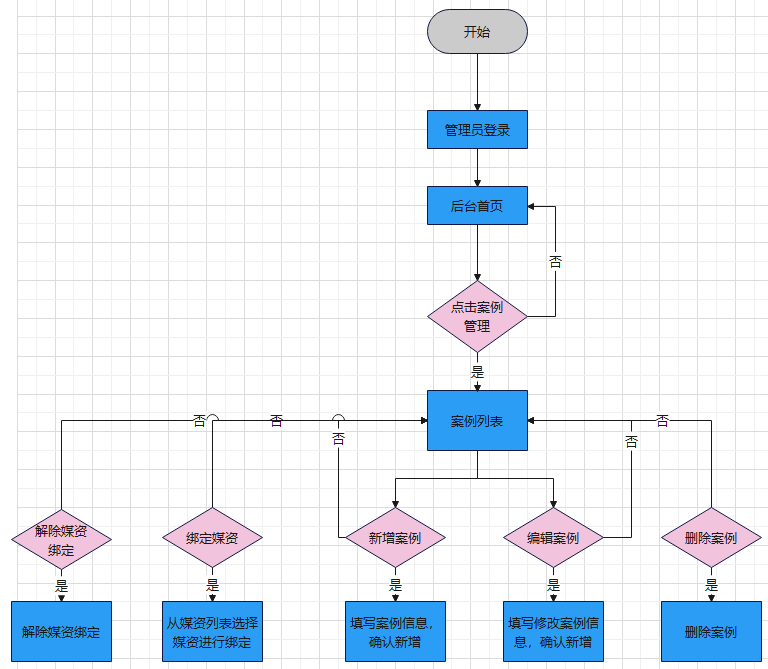 开始
管理员登录
后台首页
否
点击案例
管理
是
案例列表
否
否
否
否
否
解除媒资
绑定
绑定媒资
新增案例
编辑案例
删除案例
是
是
是
是
是
解除媒资绑定
从媒资列表选择
媒资进行绑定
填写案例信息，
确认新增
填写修改案例信
息，确认新增
删除案例